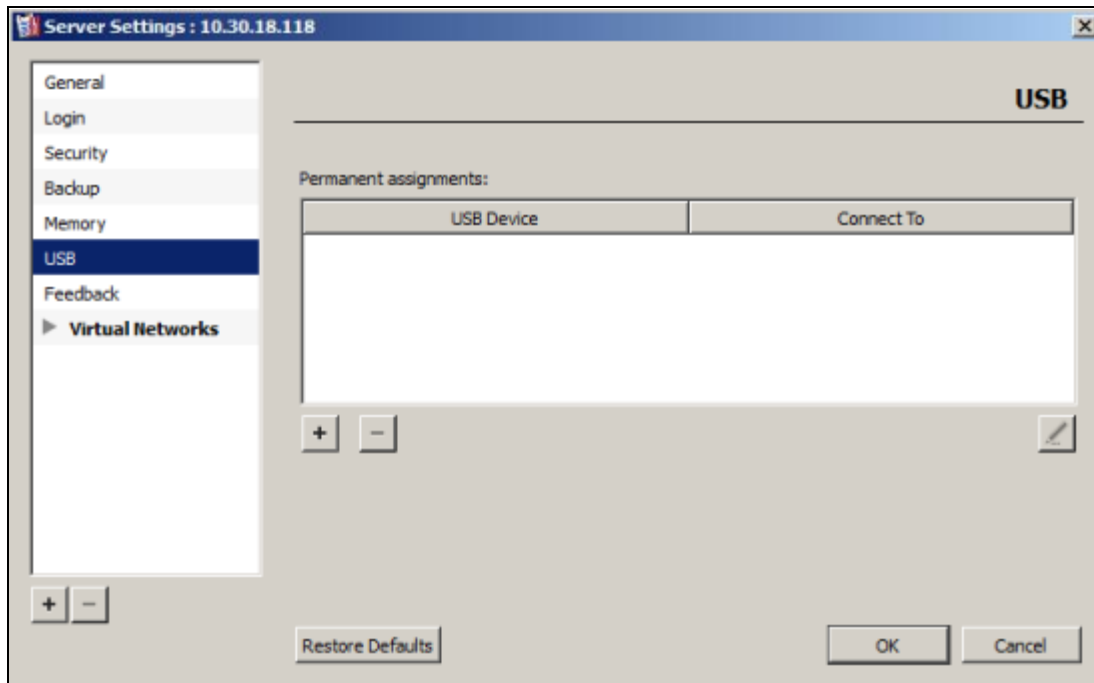 Server Settings : 10.30.18.118
General
Login
Security
Backup
Memory
USB
Feedback
Virtual Networks
USB
Permanent assignments:
USB Device Connect To
+ −
+ −
Restore Defaults OK Cancel